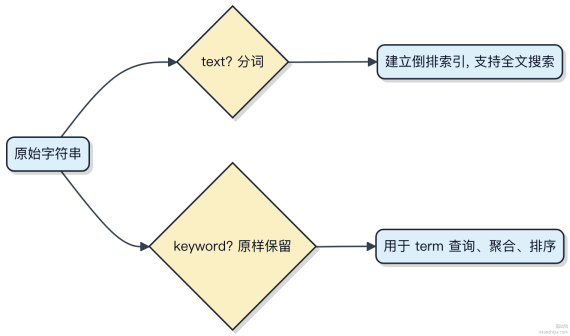 text? 分词
建立倒排索引, 支持全文搜索
原始字符串
keyword? 原样保留
用于 term 查询、聚合、排序